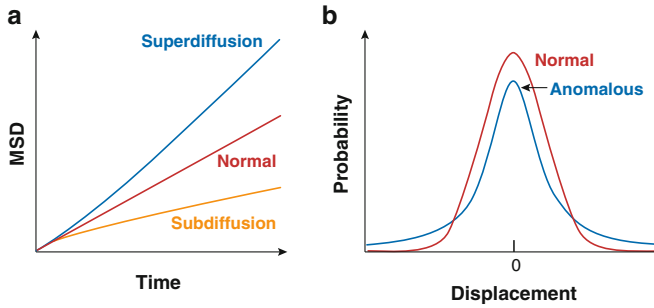 a
Superdiffusion
Normal
Subdiffusion
MSD
Time
b
Normal
Anomalous
Probability
0
Displacement